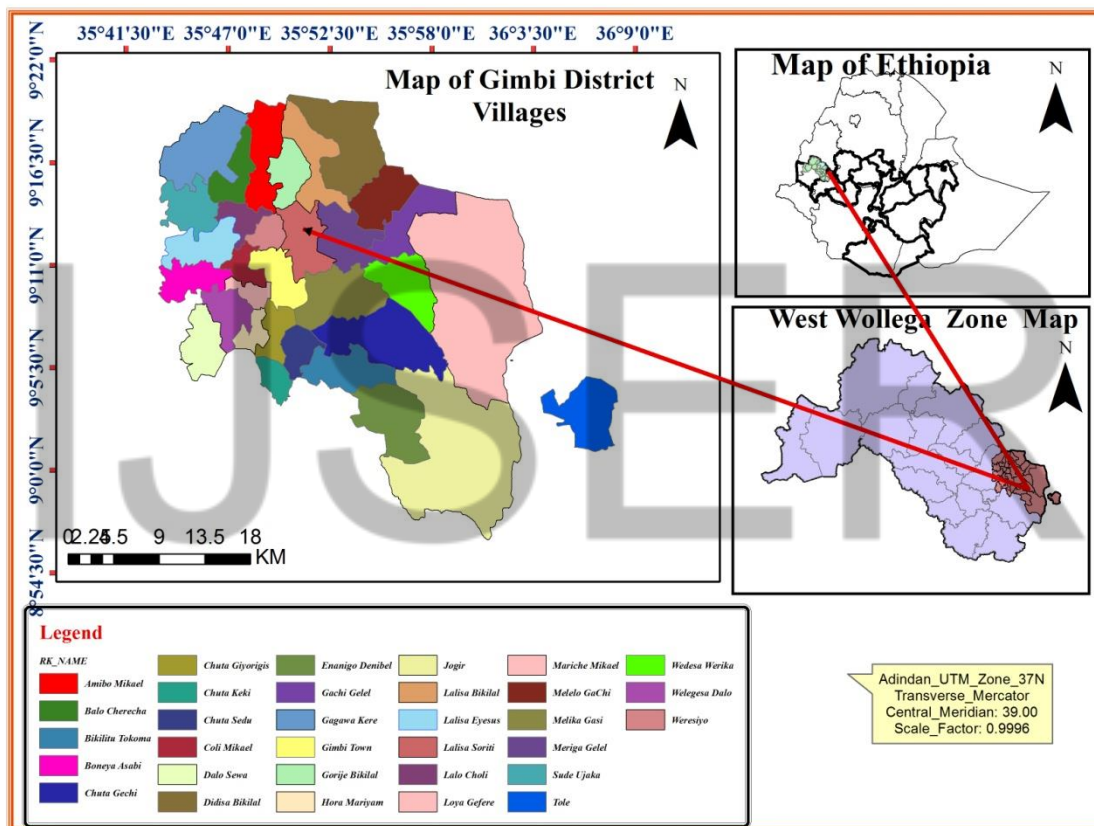 35°41'30"E 35°47'0"E 35°52'30"E 35°58'0"E 36°3'30"E 36°9'0"E
9°22'0"N
9°16'30"N
9°11'0"N
9°5'30"N
9°0'0"N
8°54'30"N
Map of Gimbi District
Villages
N
0 2.25 4.5 9 13.5 18
KM
Map of Ethiopia
N
West Wollega Zone Map
N
IJSER
Legend
RK_NAME
Amibo Mikael
Balo Cherecha
Bikilitu Tokoma
Boneya Asabi
Chuta Gechi
Chuta Giyorigis
Chuta Keki
Chuta Sedu
Coli Mikael
Dalo Sewa
Didisa Bikilal
Enanigo Denibel
Gachi Gelel
Gagawa Kere
Gimbi Town
Gorije Bikilal
Hora Mariyam
Jogir
Lalisa Bikilal
Lalisa Eyesus
Lalisa Soriti
Lalo Choli
Loya Gefere
Mariche Mikael
Melelo GaChi
Melika Gasi
Meriga Gelel
Sude Ujaka
Tole
Wedesa Werika
Welegesa Dalo
Weresiyo
Adindan_UTM_Zone_37N
Transverse_Mercator
Central_Meridian: 39.00
Scale_Factor: 0.9996